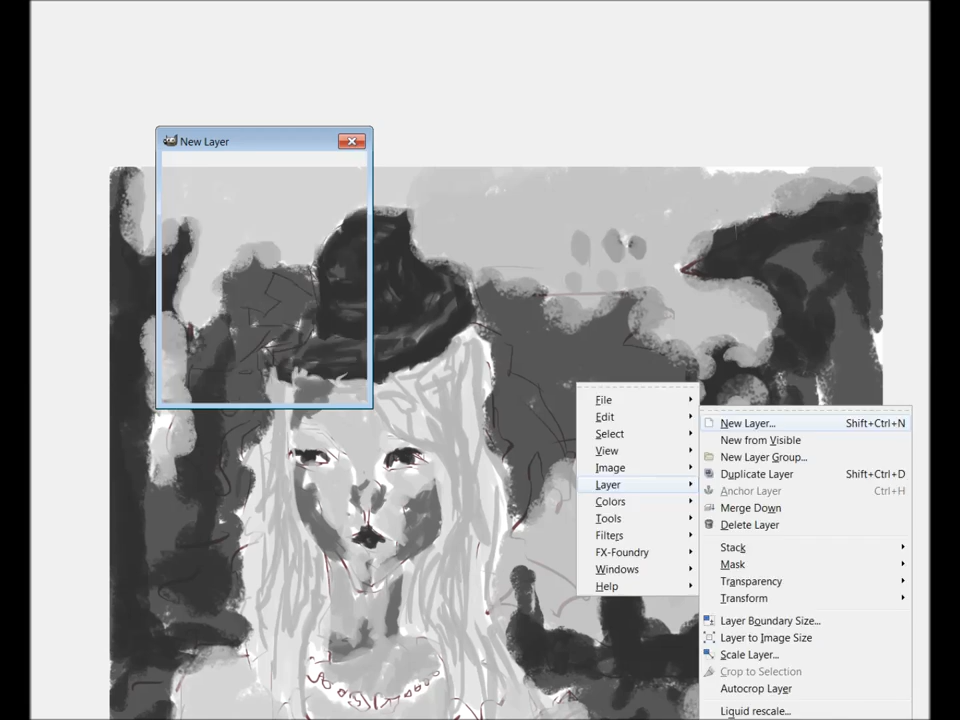 New Layer
File
Edit
Select
View
Image
Layer
Colors
Tools
Filters
FX-Foundry
Windows
Help
New Layer... Shift+Ctrl+N
New from Visible
New Layer Group...
Duplicate Layer Shift+Ctrl+D
Anchor Layer Ctrl+H
Merge Down
Delete Layer
Stack
Mask
Transparency
Transform
Layer Boundary Size...
Layer to Image Size
Scale Layer...
Crop to Selection
Autocrop Layer
Liquid rescale...